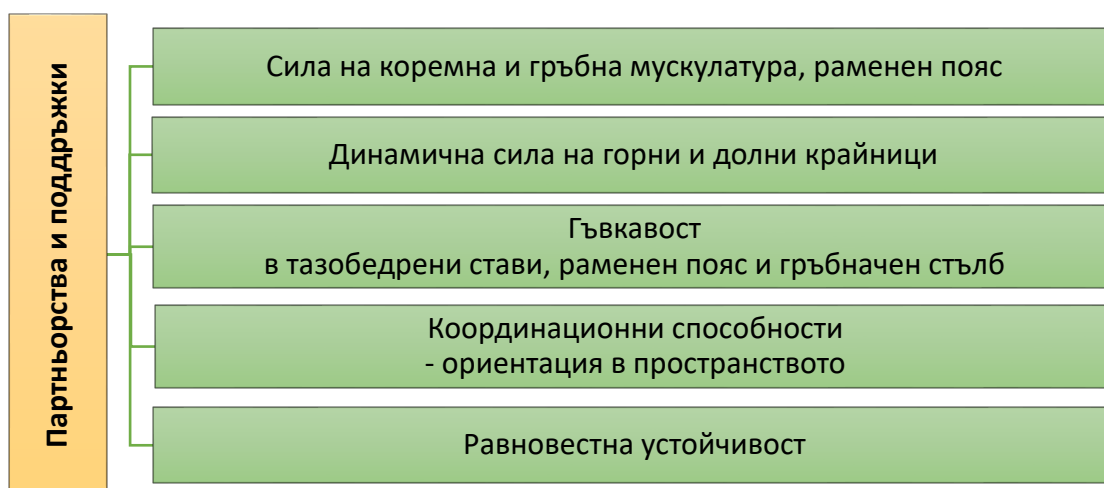 Партньорства и поддръжки
Сила на коремна и гръбна мускулатура, раменен пояс
Динамична сила на горни и долни крайници
Гъвкавост
в тазобедрени стави, раменен пояс и гръбначен стълб
Координационни способности
- ориентация в пространството
Равновестна устойчивост